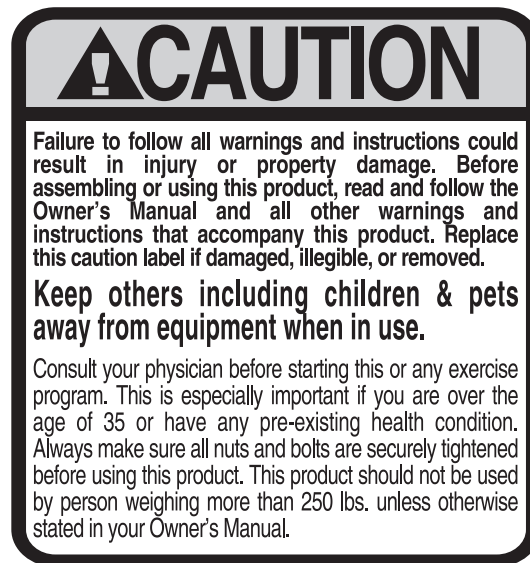 CAUTION
Failure to follow all warnings and instructions could
result in injury or property damage. Before
assembling or using this product, read and follow the
Owner's Manual and all other warnings and
instructions that accompany this product. Replace
this caution label if damaged, illegible, or removed.
Keep others including children & pets
away from equipment when in use.
Consult your physician before starting this or any exercise
program. This is especially important if you are over the
age of 35 or have any pre-existing health condition.
Always make sure all nuts and bolts are securely tightened
before using this product. This product should not be used
by person weighing more than 250 lbs. unless otherwise
stated in your Owner's Manual.